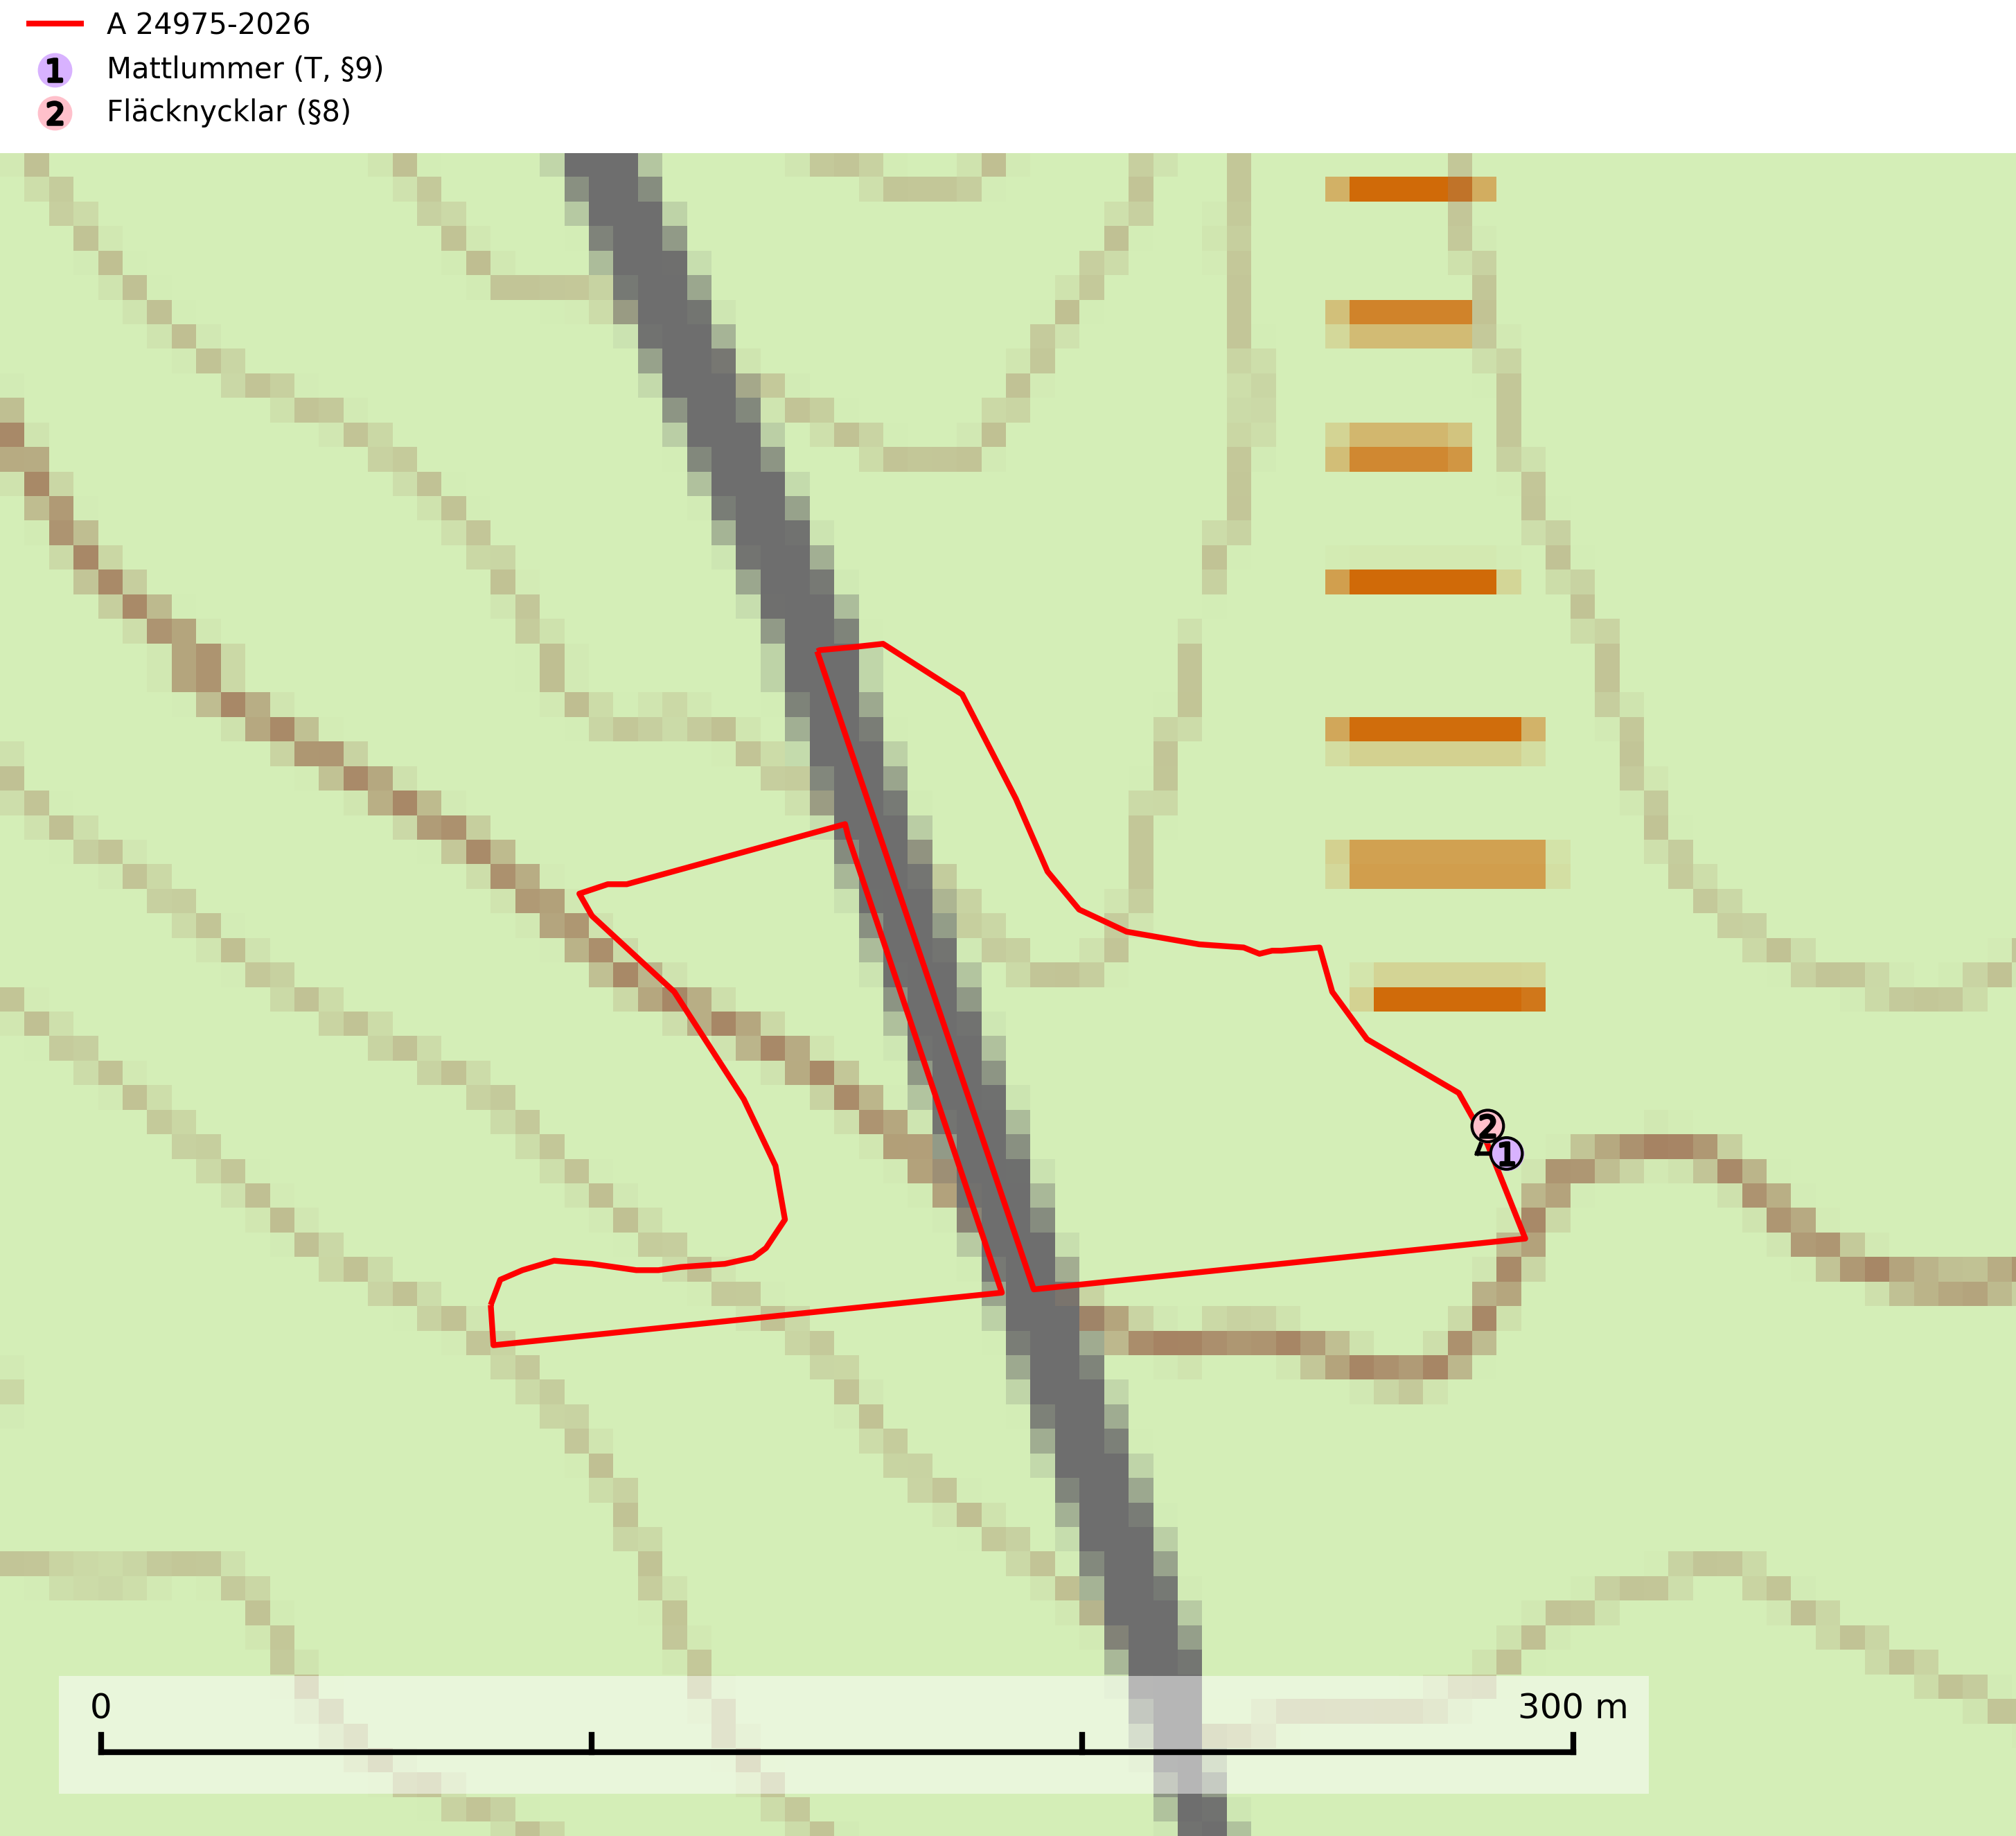 A 24975-2026
1 Mattlummer (T, §9)
2 Fläcknycklar (§8)
2
1
0 300 m